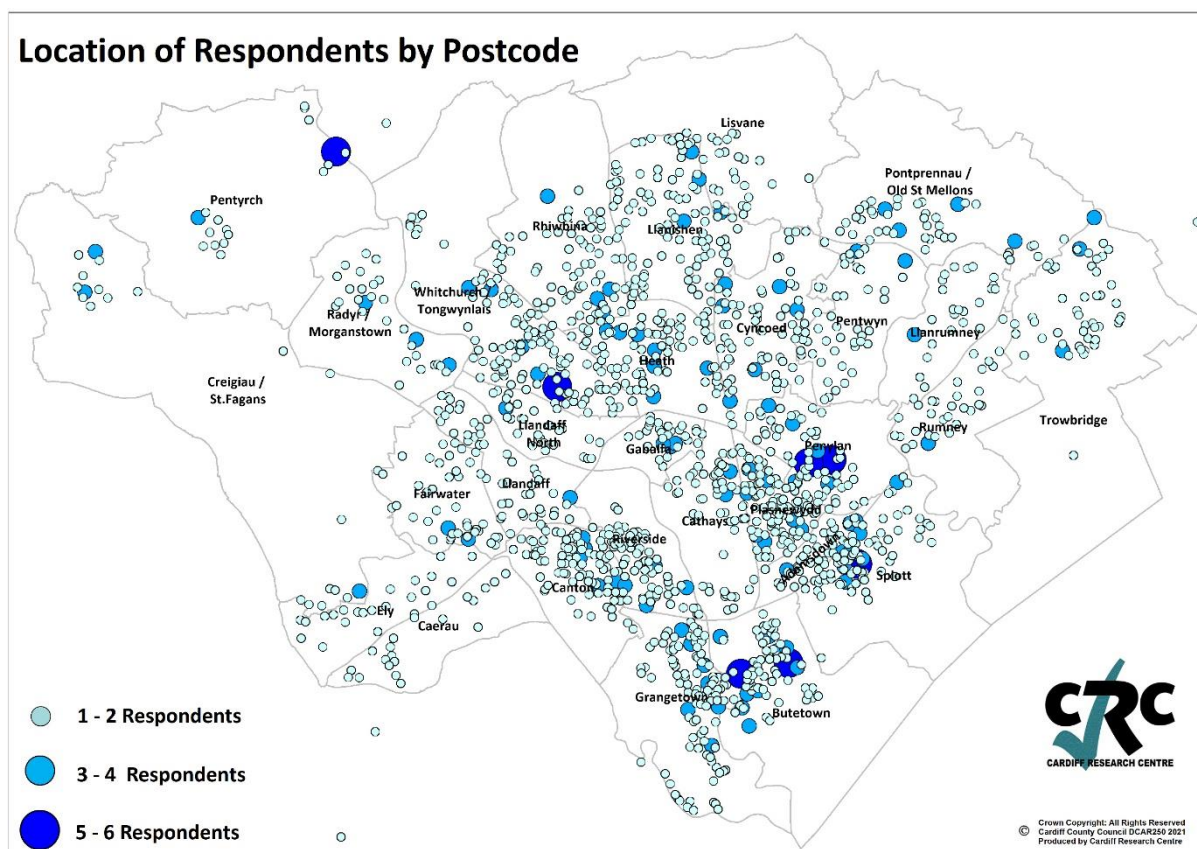 Location of Respondents by Postcode
Lisvane
Pontprennau /
Old St Mellons
Pentyrch
Rhiwbina
Llanishen
Whitchurch /
Tongwynlais
Radyr /
Morganstown
Cyncoed
Pentwyn
Llanrumney
Heath
Creigiau /
St.Fagans
Trowbridge
Llandaff
North
Rumney
Gabalfa
Penylan
Llandaff
Fairwater
Plasnewydd
Cathays
Riverside
Adamsdown
Splott
Canton
Ely
Caerau
Grangetown
Butetown
1 - 2 Respondents
3 - 4 Respondents
5 - 6 Respondents
CRC
CARDIFF RESEARCH CENTRE
© Crown Copyright: All Rights Reserved
Cardiff County Council DCAR250 2021
Produced by Cardiff Research Centre